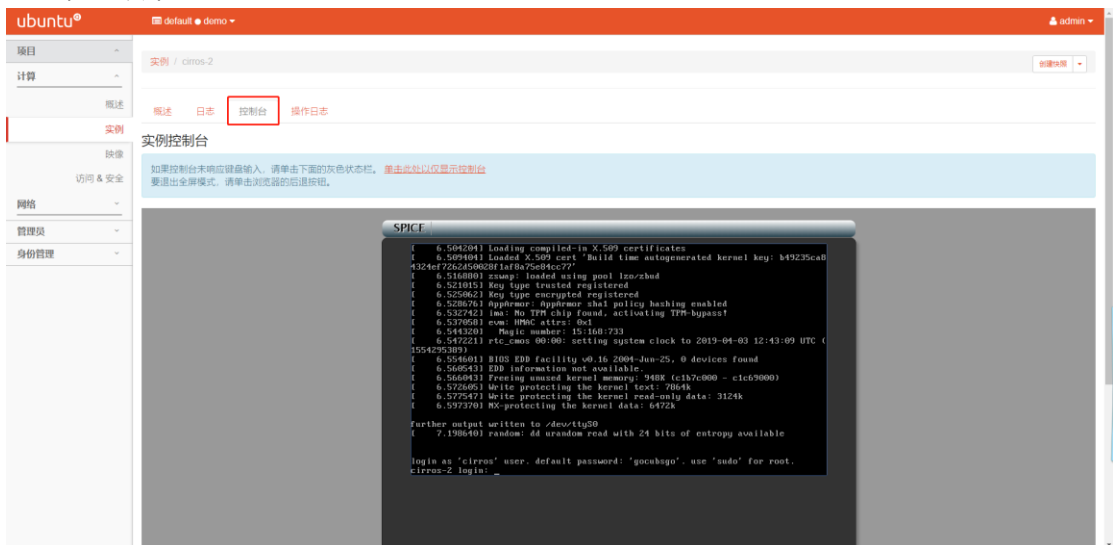 ubuntu®
default ● demo
admin
项目
计算
概述
实例
映像
访问 & 安全
网络
管理员
身份管理
实例 / cirros-2
创建快照
概述 日志 控制台 操作日志
实例控制台
如果控制台未响应键盘输入，请单击下面的灰色状态栏。 单击此处以仅显示控制台
要退出全屏模式，请单击浏览器的后退按钮。
SPICE
[ 6.504204] Loading compiled-in X.509 certificates
[ 6.509404] Loaded X.509 cert 'Build time autogenerated kernel key: b49235ca8
4324ef7262d50028f1af8a75e84cc77'
[ 6.516880] zswap: loaded using pool lzo/zbud
[ 6.521015] Key type trusted registered
[ 6.525062] Key type encrypted registered
[ 6.528676] AppArmor: AppArmor sha1 policy hashing enabled
[ 6.532742] ima: No TPM chip found, activating TPM-bypass!
[ 6.537058] evm: HMAC attrs: 0x1
[ 6.544320] Magic number: 15:168:733
[ 6.547221] rtc_cmos 00:00: setting system clock to 2019-04-03 12:43:09 UTC (
1554295389)
[ 6.554601] BIOS EDD facility v0.16 2004-Jun-25, 0 devices found
[ 6.560543] EDD information not available.
[ 6.566043] Freeing unused kernel memory: 948K (c1b7c000 - c1c69000)
[ 6.572605] Write protecting the kernel text: 7864k
[ 6.577547] Write protecting the kernel read-only data: 3124k
[ 6.597370] NX-protecting the kernel data: 6472k
further output written to /dev/ttyS0
[ 7.198640] random: dd urandom read with 24 bits of entropy available
login as 'cirros' user. default password: 'gocubsgo'. use 'sudo' for root.
cirros-2 login: _